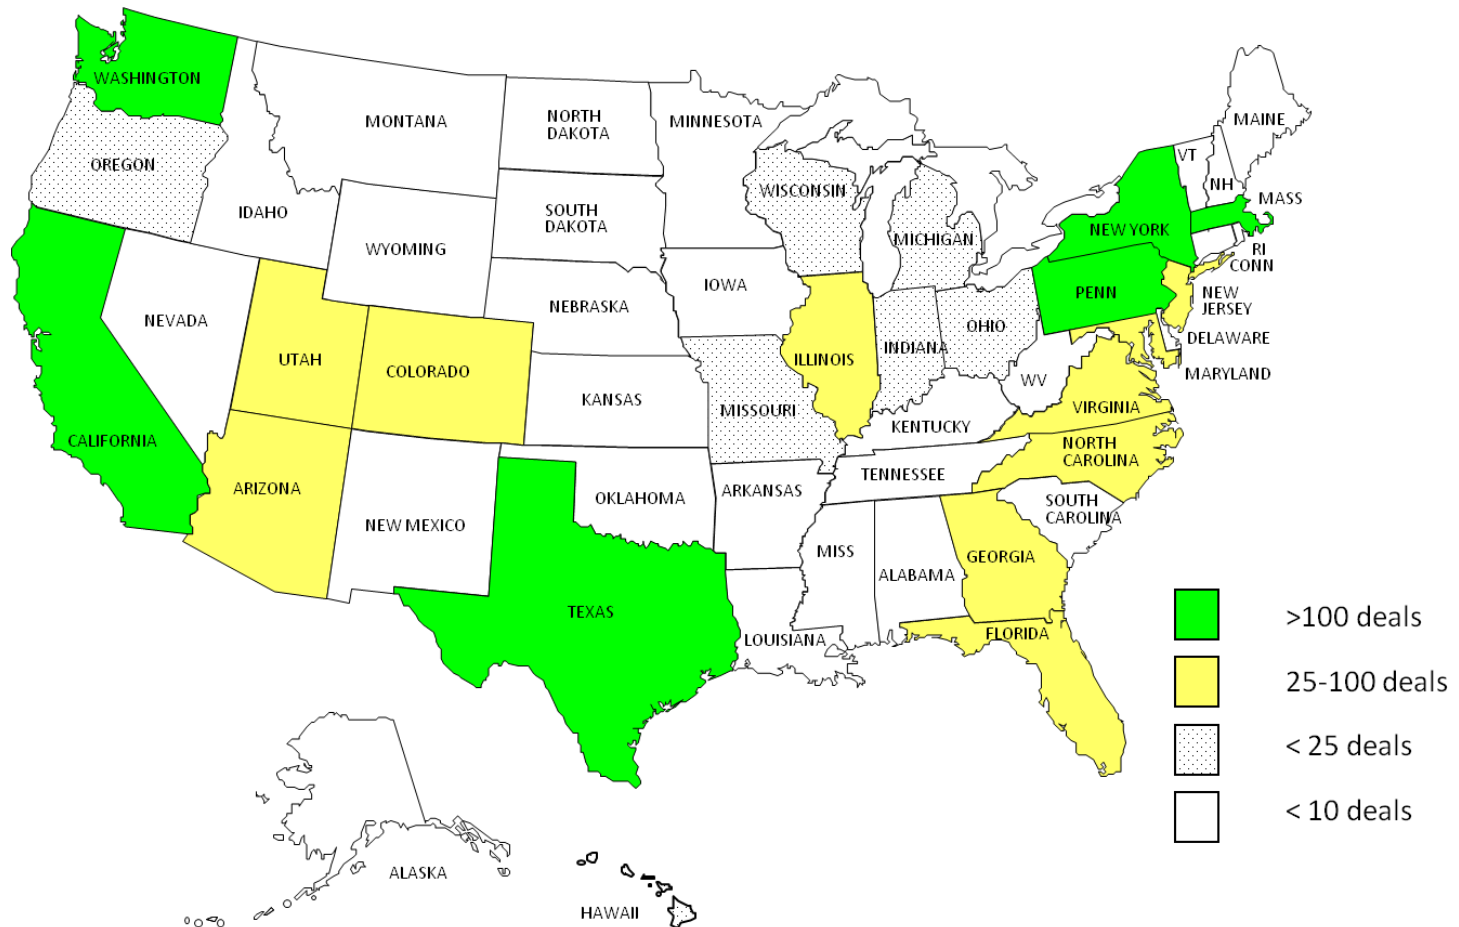 WASHINGTON
OREGON
CALIFORNIA
NEVADA
IDAHO
MONTANA
WYOMING
UTAH
COLORADO
ARIZONA
NEW MEXICO
NORTH
DAKOTA
SOUTH
DAKOTA
NEBRASKA
KANSAS
OKLAHOMA
TEXAS
MINNESOTA
IOWA
MISSOURI
ARKANSAS
LOUISIANA
WISCONSIN
ILLINOIS
MICHIGAN
INDIANA
OHIO
KENTUCKY
TENNESSEE
MISS
ALABAMA
GEORGIA
FLORIDA
SOUTH
CAROLINA
NORTH
CAROLINA
VIRGINIA
WV
PENN
NEW YORK
VT
NH
MAINE
MASS
RI
CONN
NEW
JERSEY
DELAWARE
MARYLAND
ALASKA
HAWAII
>100 deals
25-100 deals
< 25 deals
< 10 deals